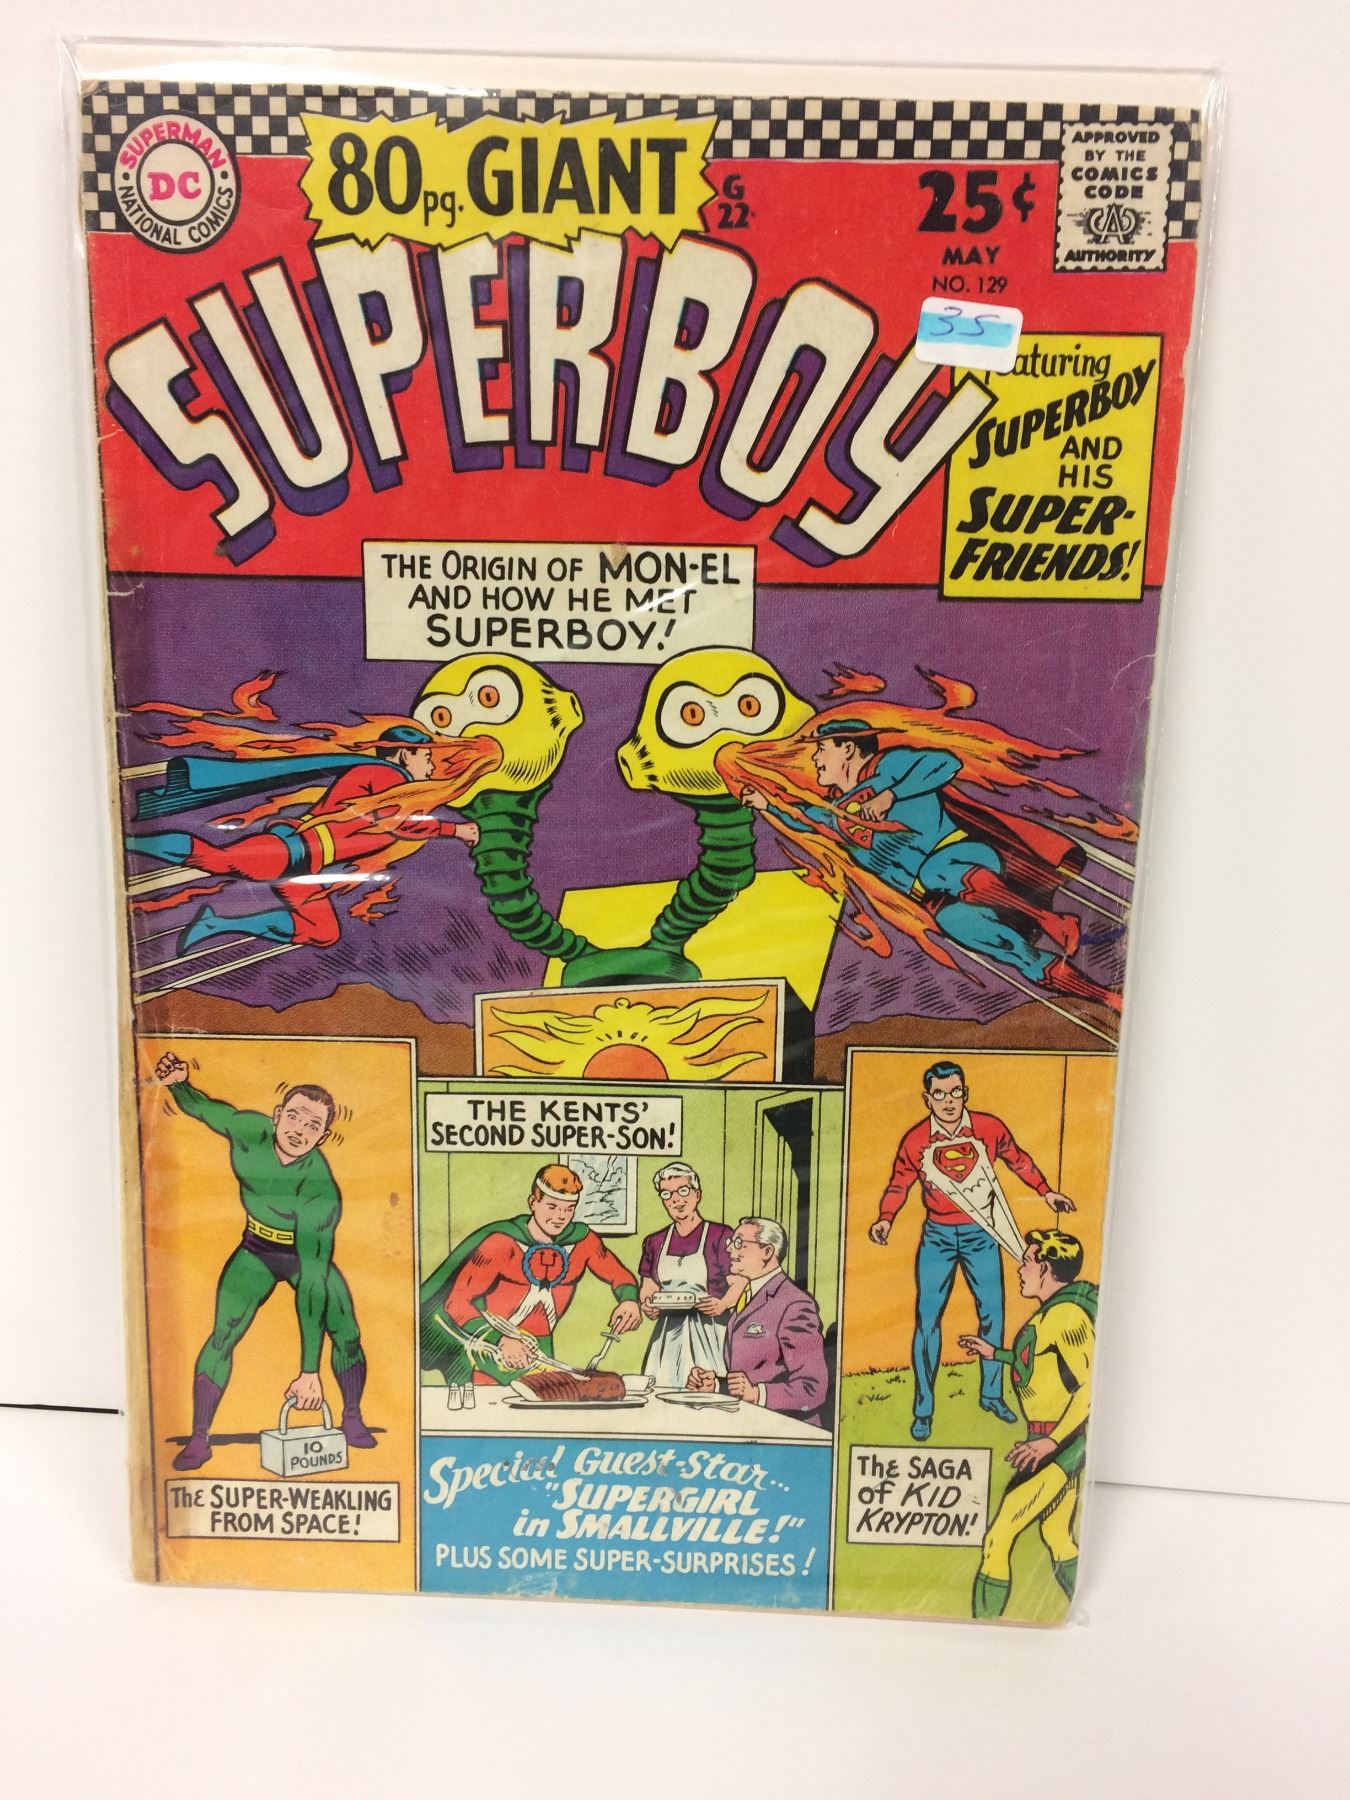 SUPERMAN
DC
NATIONAL COMICS
80 pg. GIANT
G
22
25¢
MAY
NO. 129
APPROVED
BY THE
COMICS
CODE
AUTHORITY
35
SUPERBOY
SUPERBOY
AND
HIS
SUPER-
FRIENDS!
THE ORIGIN OF MON-EL
AND HOW HE MET
SUPERBOY!
THE KENTS'
SECOND SUPER-SON!
10
POUNDS
THE SUPER-WEAKLING
FROM SPACE!
Special Guest-Star...
"SUPERGIRL
in SMALLVILLE!"
PLUS SOME SUPER-SURPRISES!
THE SAGA
of KID
KRYPTON!